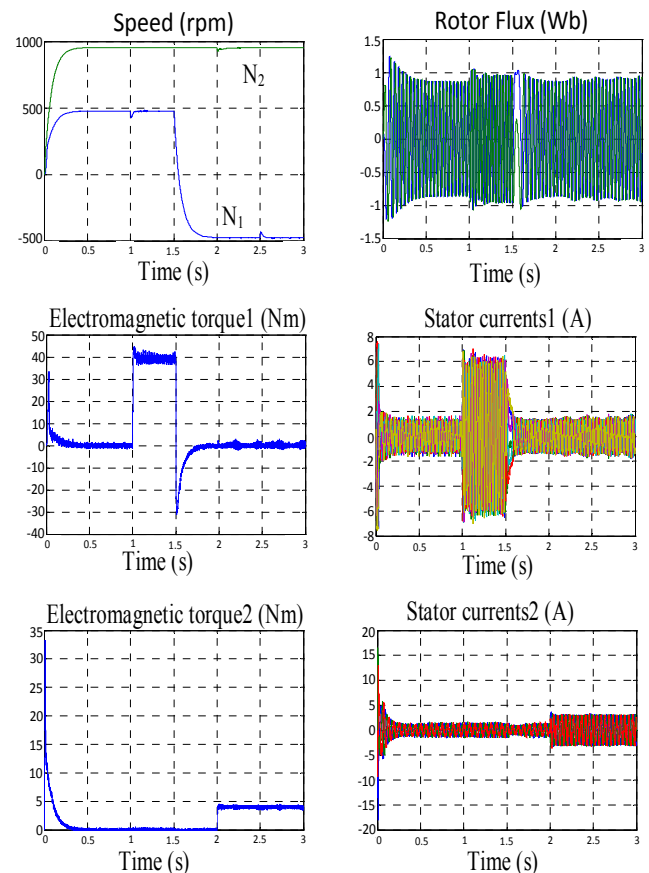 Speed (rpm)
1000
500
0
-500
0 0.5 1 1.5 2 2.5 3
N2
N1
Time (s)
Rotor Flux (Wb)
1.5
1
0.5
0
-0.5
-1
-1.5
0 0.5 1 1.5 2 2.5 3
Time (s)
Electromagnetic torque1 (Nm)
50
40
30
20
10
0
-10
-20
-30
-40
0 0.5 1 1.5 2 2.5 3
Time (s)
Stator currents1 (A)
8
6
4
2
0
-2
-4
-6
-8
0 0.5 1 1.5 2 2.5 3
Time (s)
Electromagnetic torque2 (Nm)
35
30
25
20
15
10
5
0
0 0.5 1 1.5 2 2.5 3
Time (s)
Stator currents2 (A)
20
15
10
5
0
-5
-10
-15
-20
0 0.5 1 1.5 2 2.5 3
Time (s)